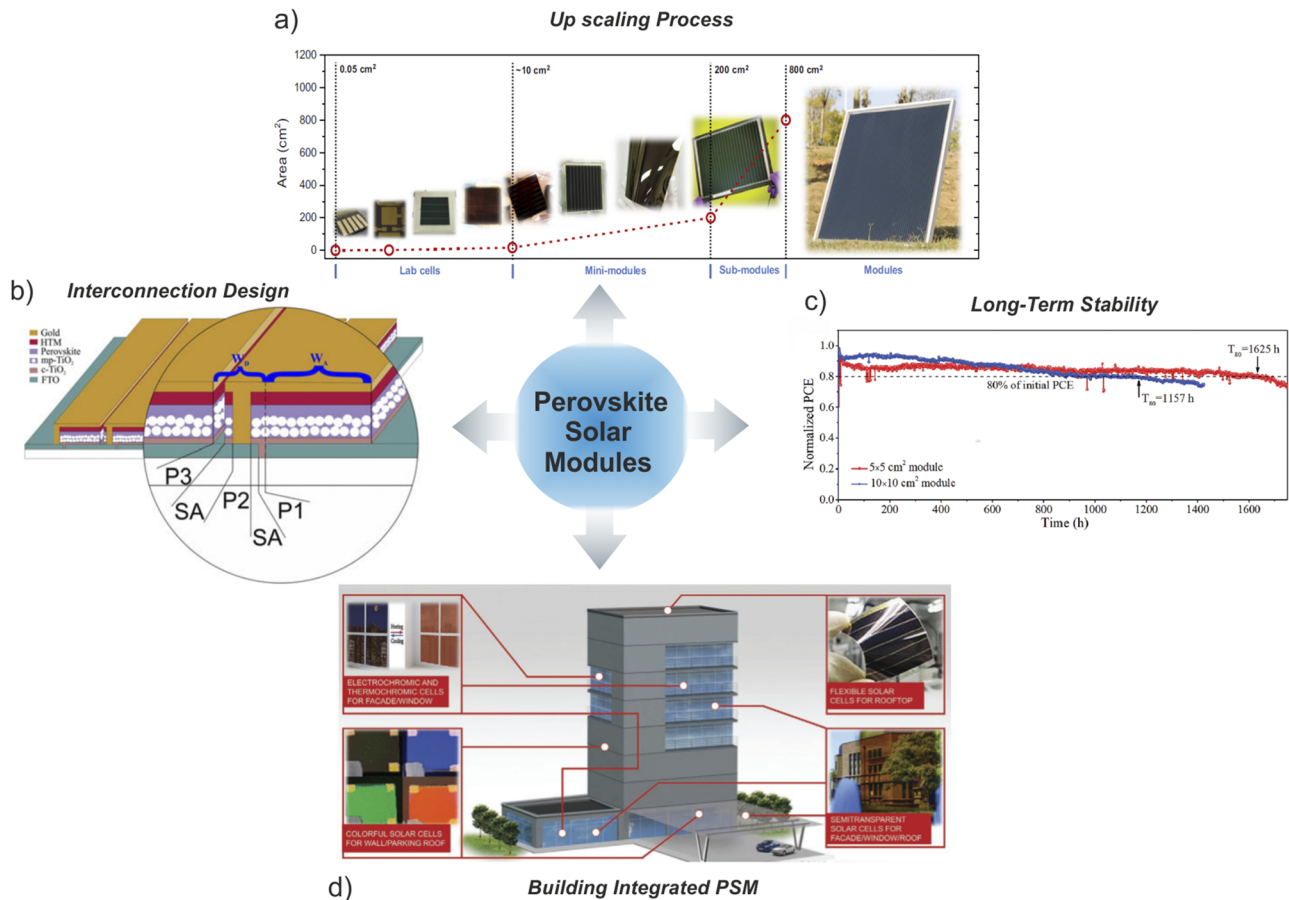 a)
Up scaling Process
1200
1000
800
600
400
200
0
Area (cm²)
0.05 cm²
~10 cm²
200 cm²
800 cm²
Lab cells
Mini-modules
Sub-modules
Modules
b)
Interconnection Design
Gold
HTM
Perovskite
mp-TiO₂
c-TiO₂
FTO
W_D
W_A
P3
SA
P2
SA
P1
Perovskite
Solar
Modules
c)
Long-Term Stability
1.0
0.8
0.6
0.4
0.2
0.0
Normalized PCE
T₈₀=1625 h
80% of initial PCE
T₈₀=1157 h
5×5 cm² module
10×10 cm² module
0
200
400
600
800
1000
1200
1400
1600
Time (h)
Heating
Cooling
ELECTROCHROMIC AND
THERMOCHROMIC CELLS
FOR FACADE/WINDOW
FLEXIBLE SOLAR
CELLS FOR ROOFTOP
COLORFUL SOLAR CELLS
FOR WALL/PARKING ROOF
SEMITRANSPARENT
SOLAR CELLS FOR
FACADE/WINDOW/ROOF
d)
Building Integrated PSM